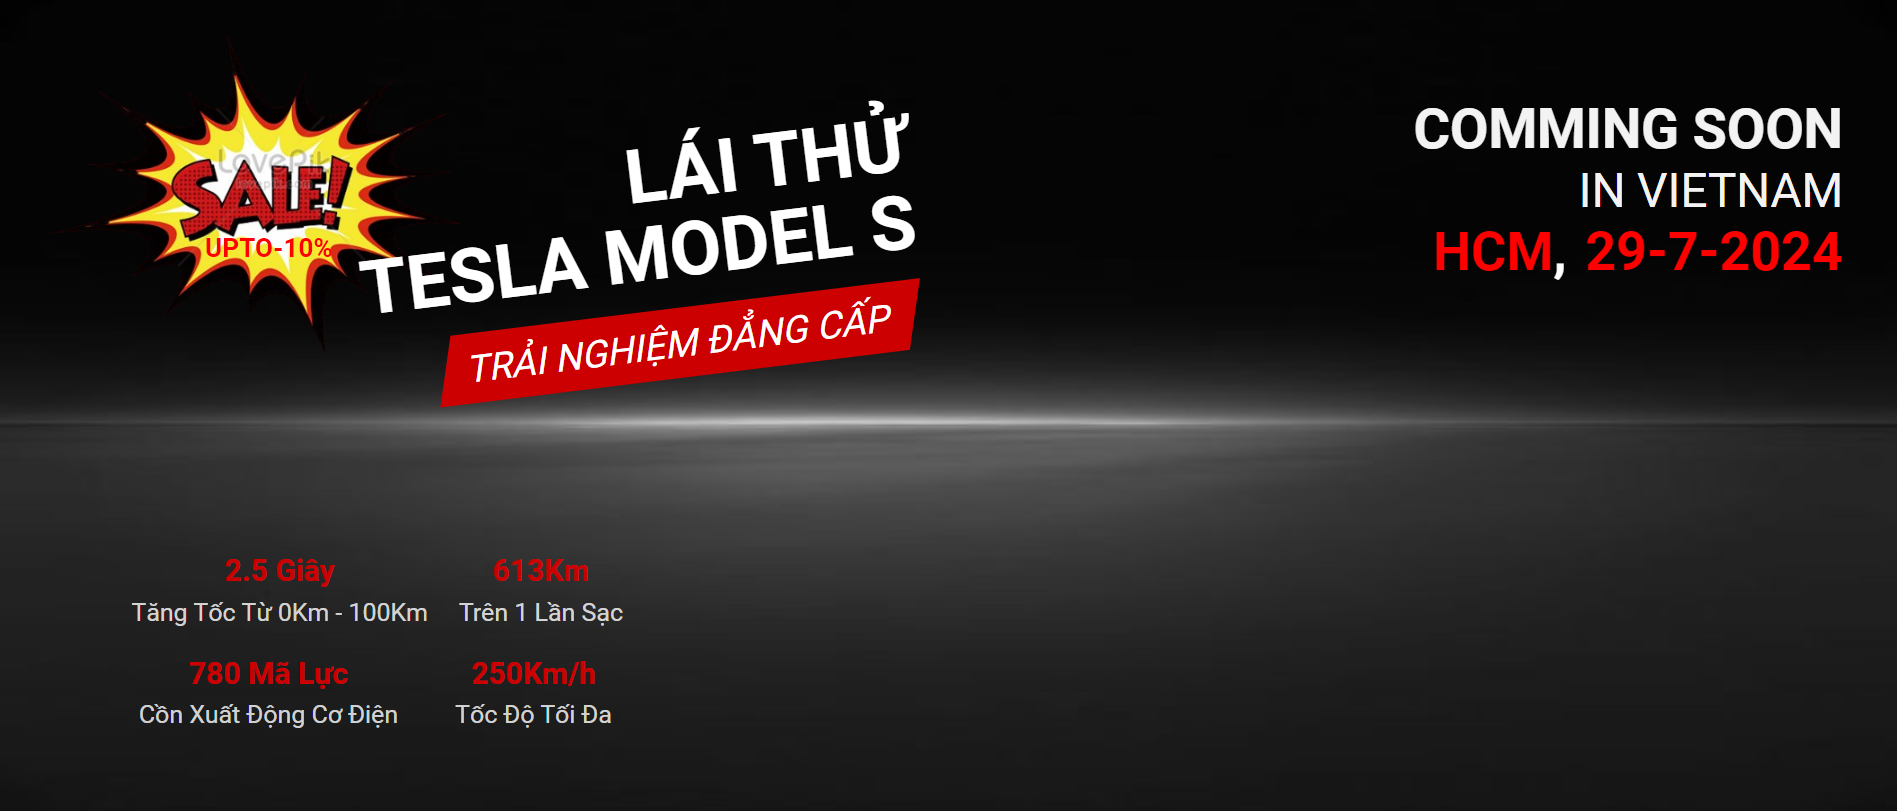 SALE!
UPTO-10%
LÁI THỬ
TESLA MODEL S
TRẢI NGHIỆM ĐẲNG CẤP
COMMING SOON
IN VIETNAM
HCM, 29-7-2024
2.5 Giây
Tăng Tốc Từ 0Km - 100Km
613Km
Trên 1 Lần Sạc
780 Mã Lực
Cồn Xuất Động Cơ Điện
250Km/h
Tốc Độ Tối Đa